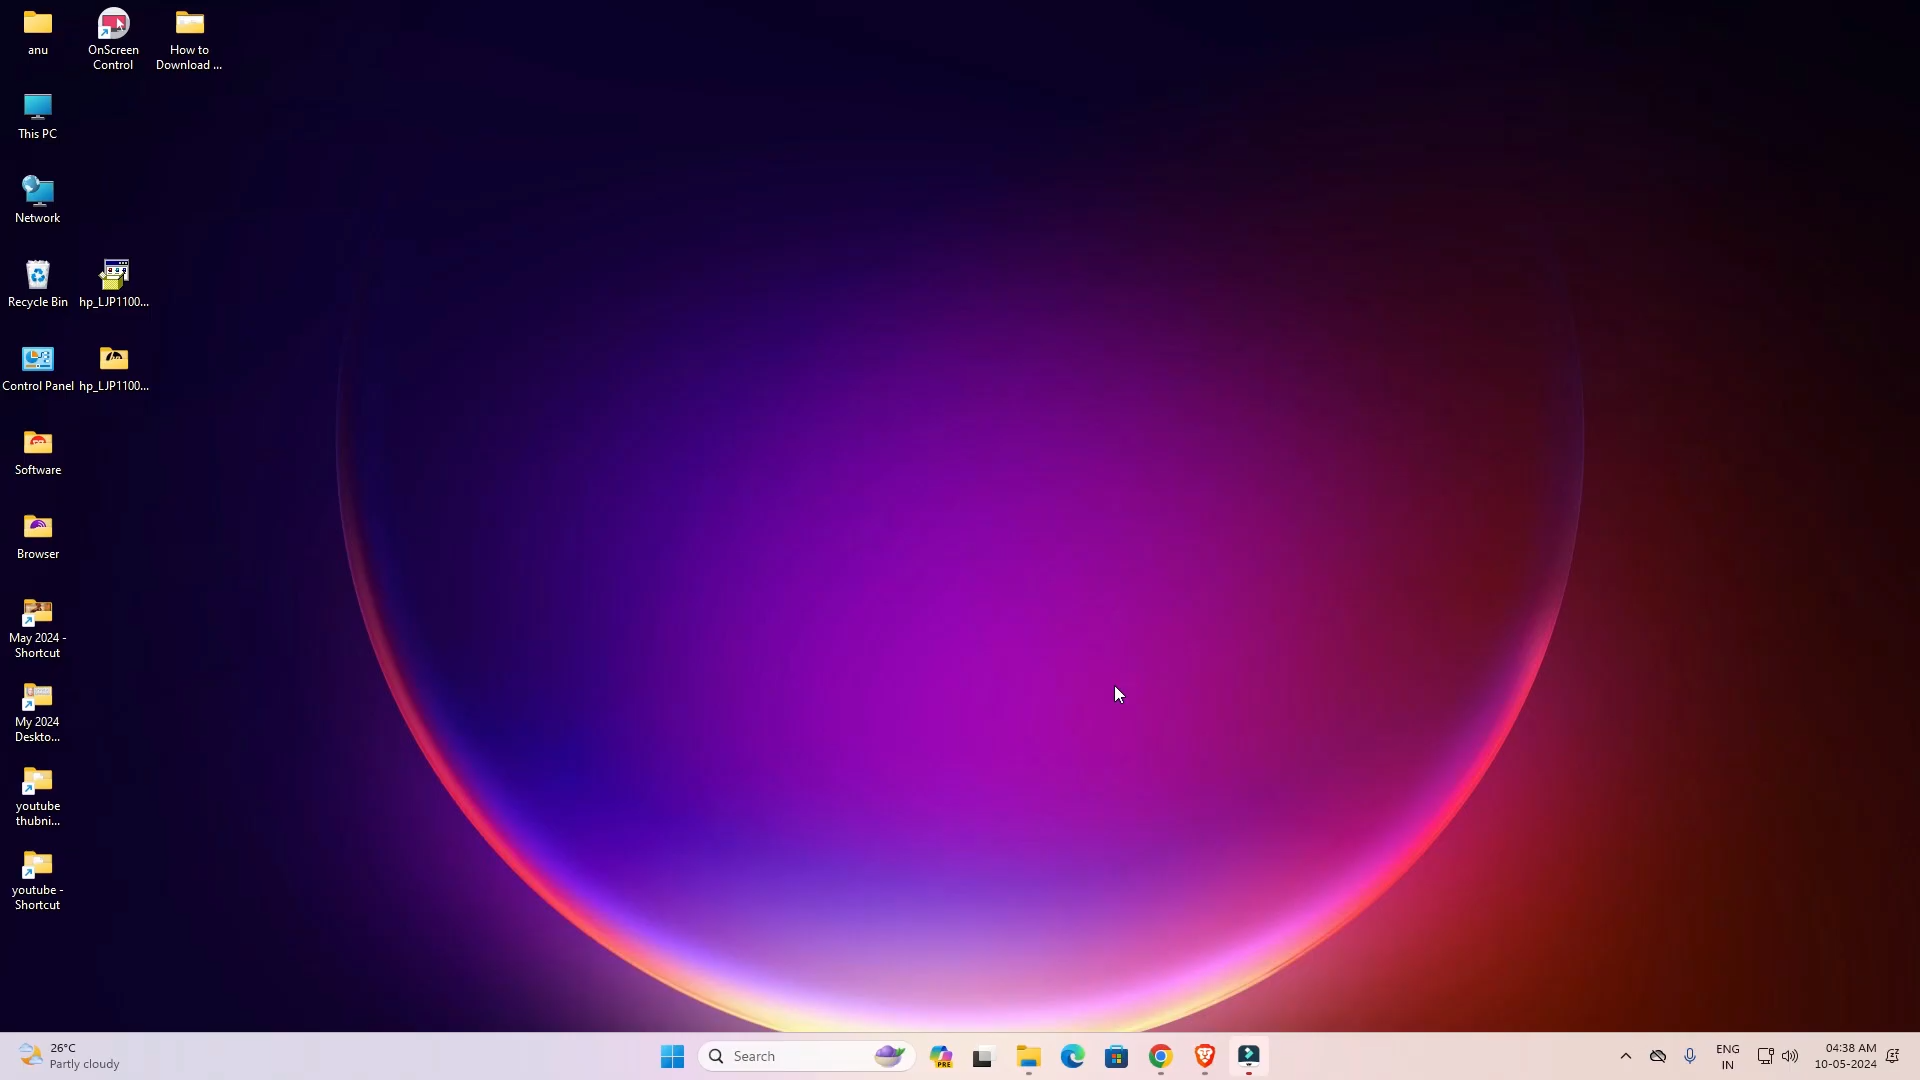 anu
OnScreen
Control
How to
Download ...
This PC
Network
Recycle Bin
hp_LJP1100...
Control Panel
hp_LJP1100...
Software
Browser
May 2024 -
Shortcut
My 2024
Deskto...
youtube
thubni...
youtube -
Shortcut
26°C
Partly cloudy
Search
PRE
ENG
IN
04:38 AM
10-05-2024